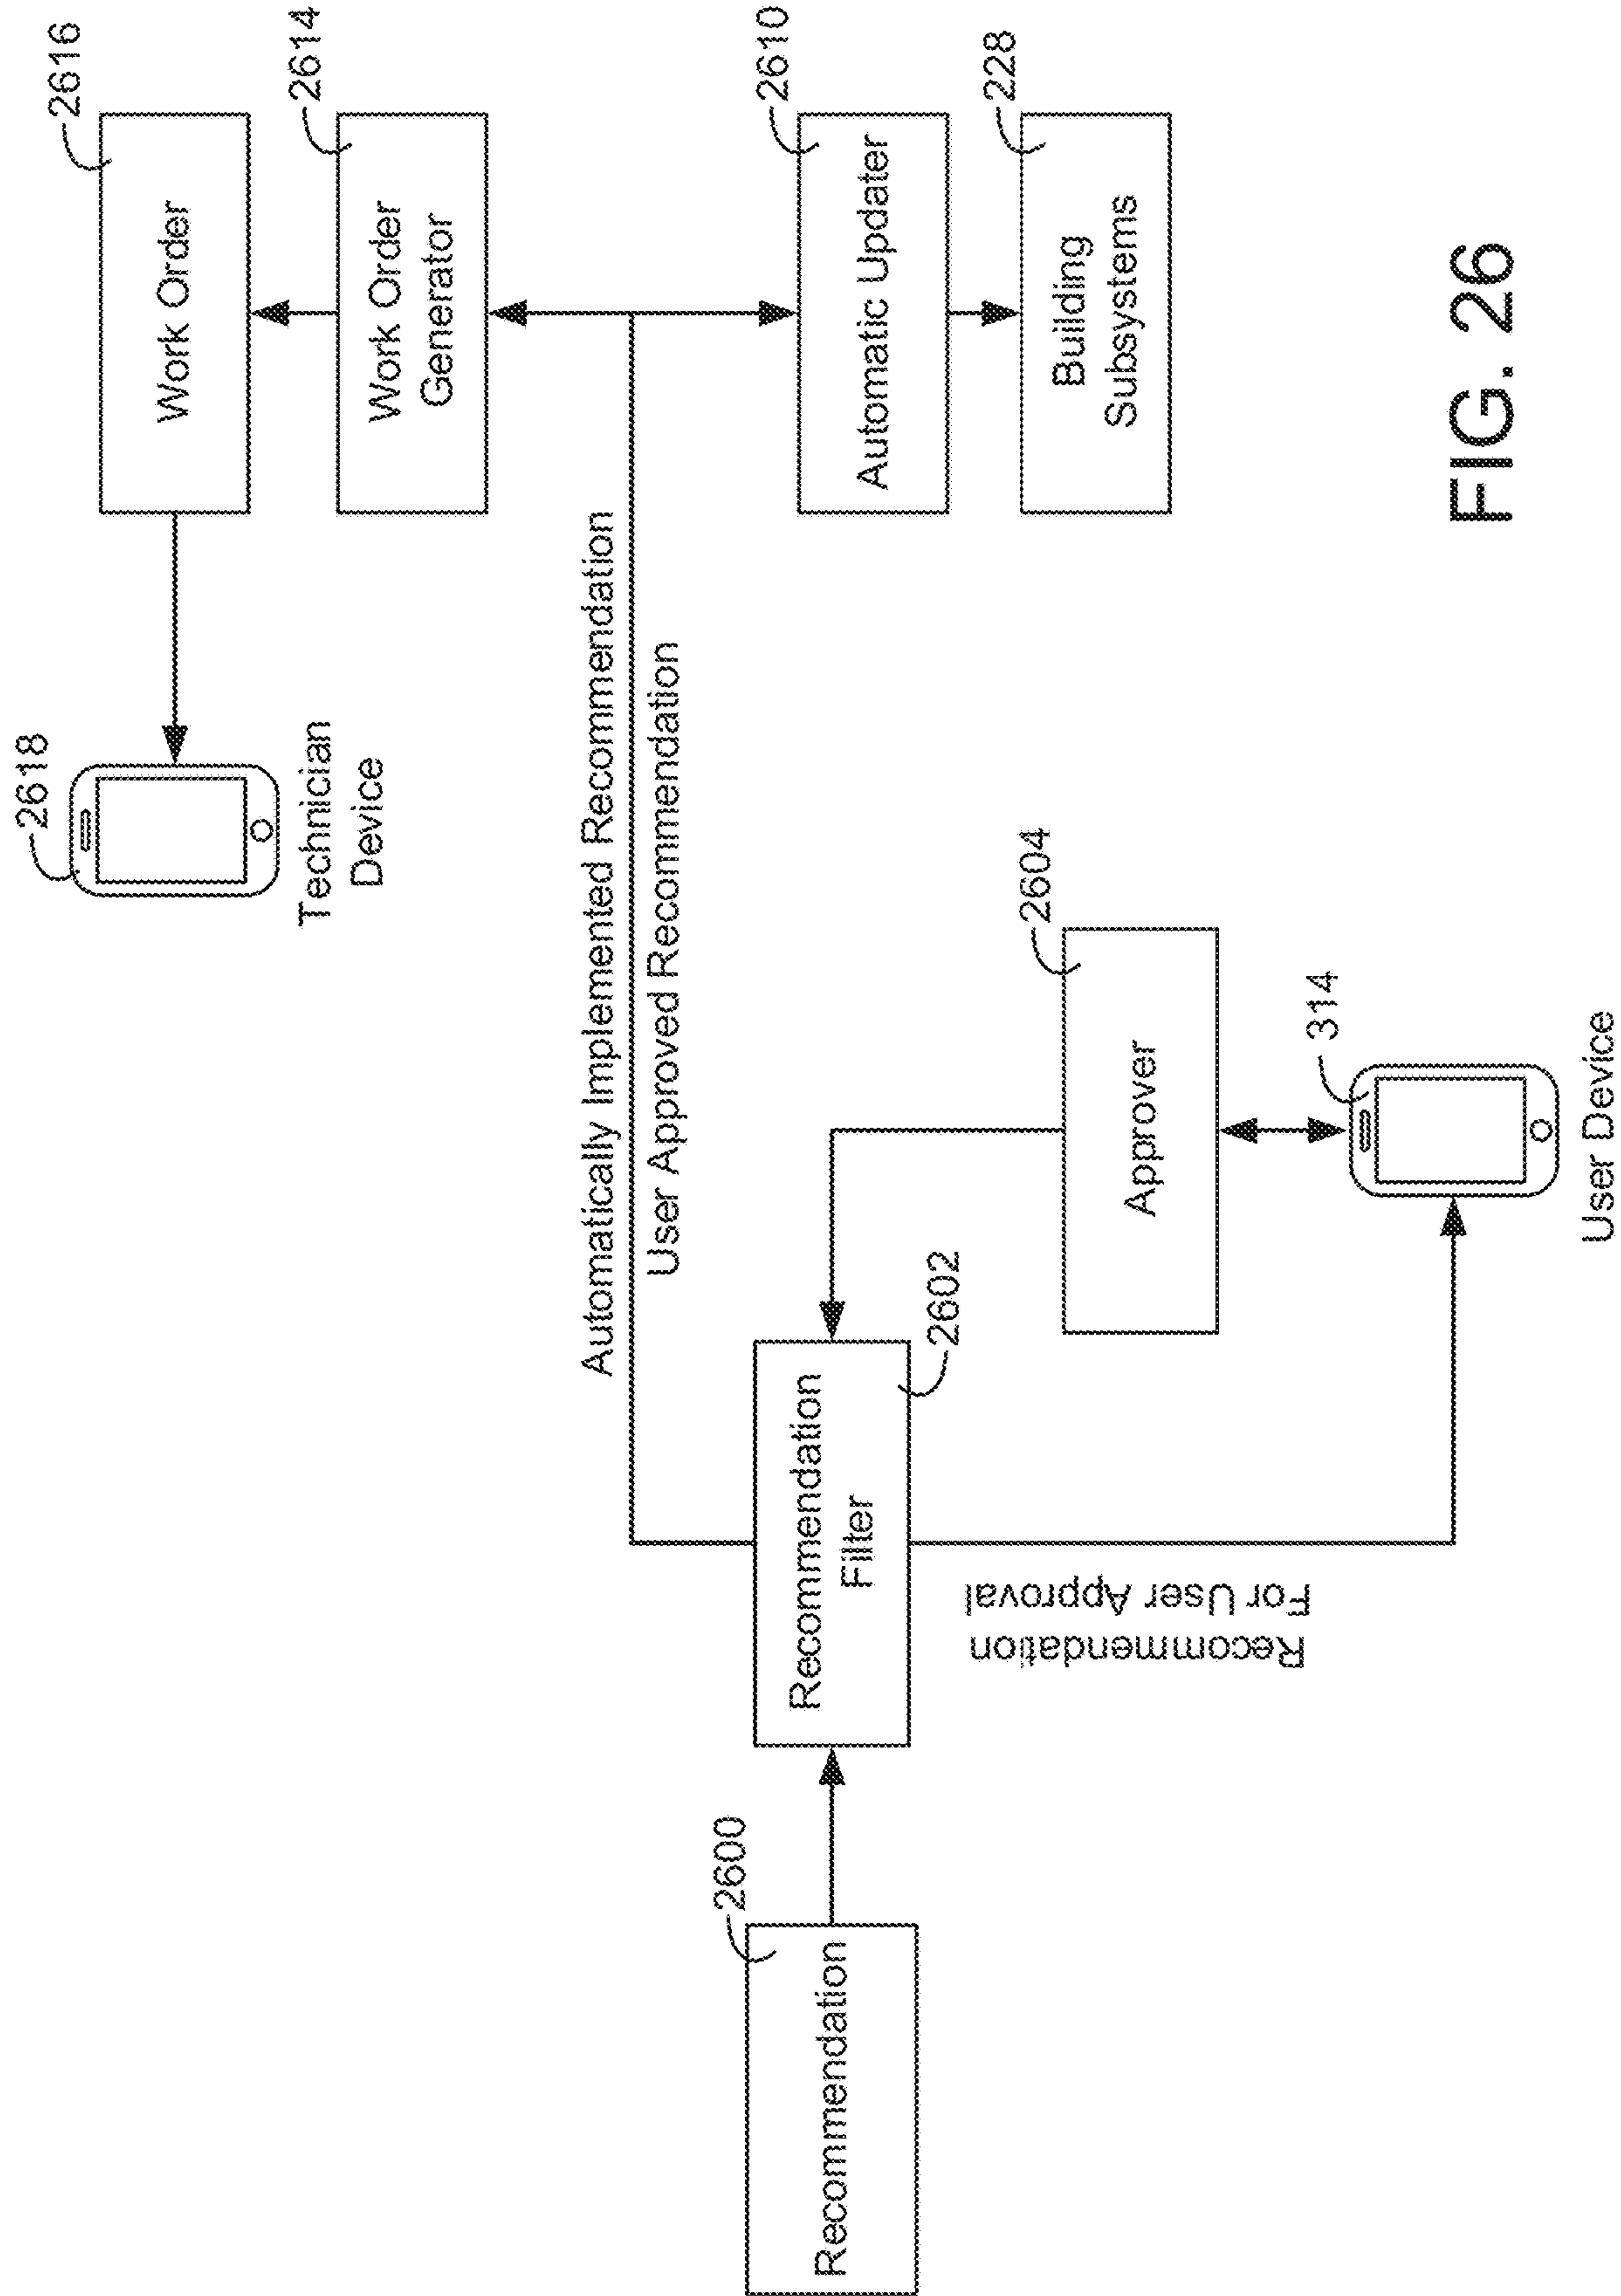 2618
Technician
Device
2616
Work Order
2614
Work Order
Generator
Automatically Implemented Recommendation
User Approved Recommendation
2600
Recommendation
Recommendation
Filter
2602
2604
Approver
2610
Automatic Updater
228
Building
Subsystems
Recommendation
For User Approval
314
User Device
FIG. 26